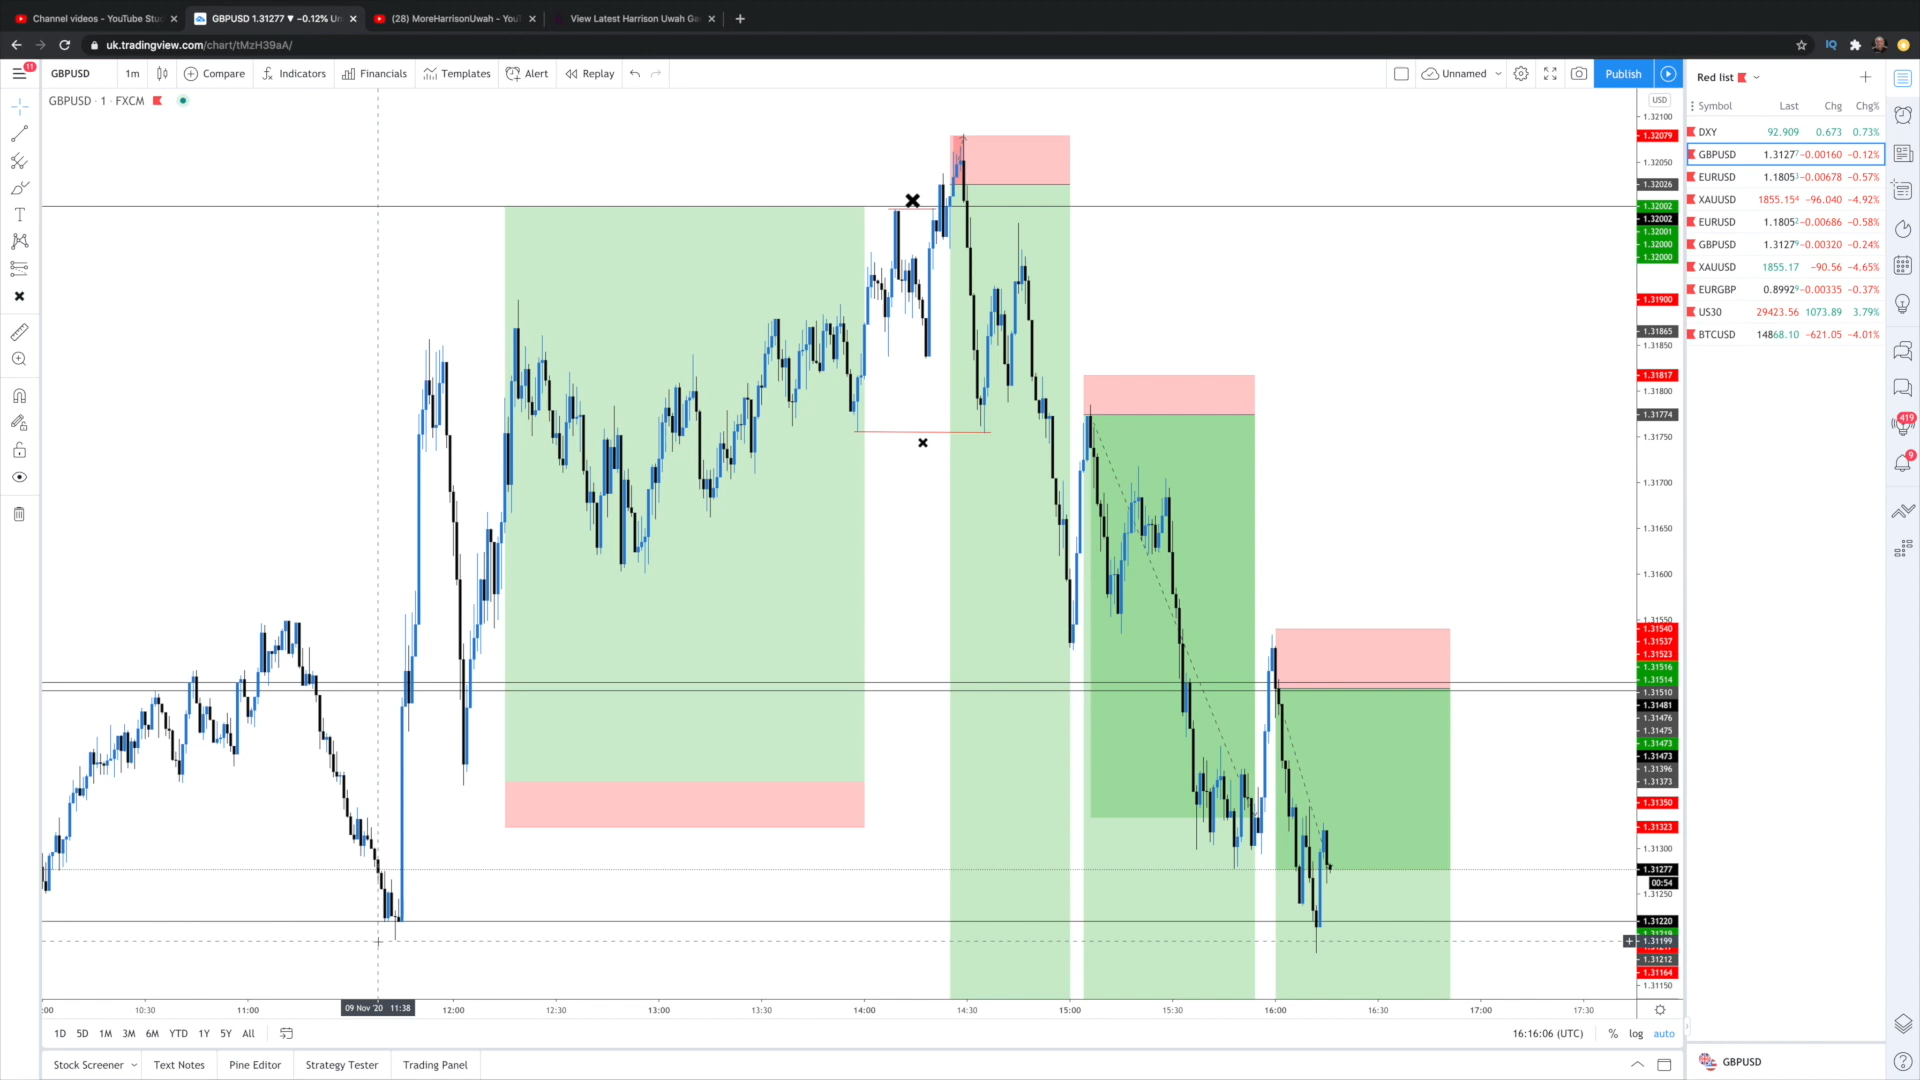 Channel videos - YouTube Stu
GBPUSD 1.31277 ▼ −0.12% Un
(28) MoreHarrisonUwah - YouT
View Latest Harrison Uwah Ga
uk.tradingview.com/chart/tMzH39aA/
11
GBPUSD
1m
Compare
Indicators
Financials
Templates
Alert
Replay
Unnamed
Publish
GBPUSD · 1 · FXCM
USD
1.32100
1.32079
1.32050
1.32026
1.32002
1.32002
1.32001
1.32000
1.32000
1.31900
1.31865
1.31850
1.31817
1.31800
1.31774
1.31750
1.31700
1.31650
1.31600
1.31550
1.31540
1.31537
1.31523
1.31516
1.31514
1.31510
1.31481
1.31476
1.31475
1.31473
1.31473
1.31396
1.31373
1.31350
1.31323
1.31300
1.31277
00:54
1.31250
1.31220
1.31199
1.31212
1.31164
1.31150
:00
10:30
11:00
09 Nov '20 11:38
12:00
12:30
13:00
13:30
14:00
14:30
15:00
15:30
16:00
16:30
17:00
17:30
1D 5D 1M 3M 6M YTD 1Y 5Y All
16:16:06 (UTC)
% log auto
Stock Screener
Text Notes
Pine Editor
Strategy Tester
Trading Panel
Red list
Symbol Last Chg Chg%
DXY 92.909 0.673 0.73%
GBPUSD 1.31277 −0.00160 −0.12%
EURUSD 1.18053 −0.00678 −0.57%
XAUUSD 1855.154 −96.040 −4.92%
EURUSD 1.18052 −0.00686 −0.58%
GBPUSD 1.31279 −0.00320 −0.24%
XAUUSD 1855.17 −90.56 −4.65%
EURGBP 0.89929 −0.00335 −0.37%
US30 29423.56 1073.89 3.79%
BTCUSD 14868.10 −621.05 −4.01%
419
9
GBPUSD